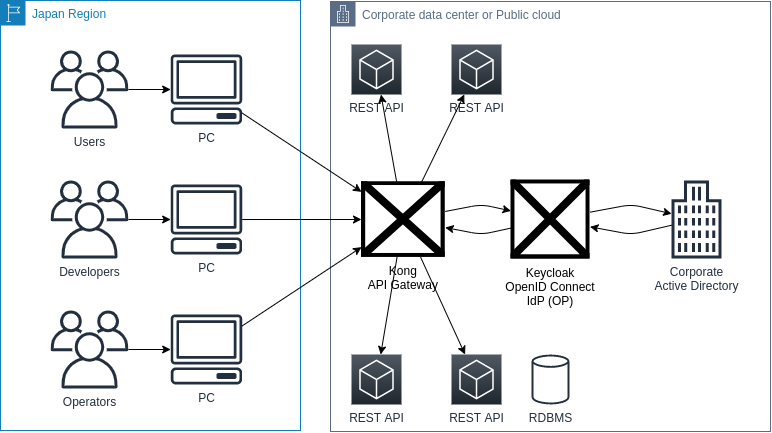 Japan Region
Corporate data center or Public cloud
REST API
REST API
Users
PC
Developers
PC
Kong
API Gateway
Keycloak
OpenID Connect
IdP (OP)
Corporate
Active Directory
Operators
PC
REST API
REST API
RDBMS